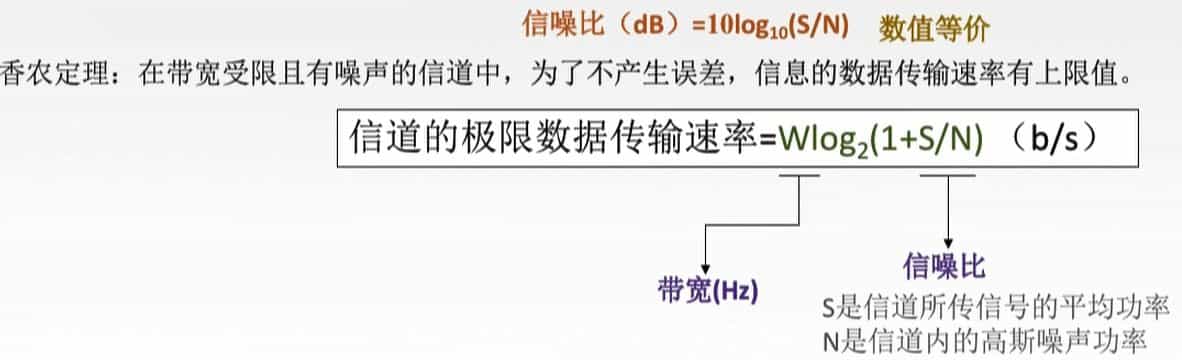 信噪比（dB）=10log₁₀(S/N) 数值等价
香农定理：在带宽受限且有噪声的信道中，为了不产生误差，信息的数据传输速率有上限值。
信道的极限数据传输速率=Wlog₂(1+S/N) （b/s）
带宽(Hz)
信噪比
S是信道所传信号的平均功率
N是信道内的高斯噪声功率